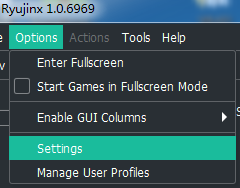 Ryujinx 1.0.6969
Options Actions Tools Help
Enter Fullscreen
Start Games in Fullscreen Mode
Enable GUI Columns
Settings
Manage User Profiles